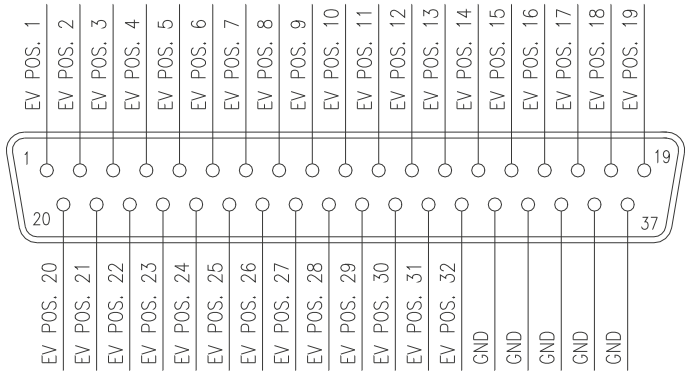 EV POS. 1
EV POS. 2
EV POS. 3
EV POS. 4
EV POS. 5
EV POS. 6
EV POS. 7
EV POS. 8
EV POS. 9
EV POS. 10
EV POS. 11
EV POS. 12
EV POS. 13
EV POS. 14
EV POS. 15
EV POS. 16
EV POS. 17
EV POS. 18
EV POS. 19
1
19
20
37
EV POS. 20
EV POS. 21
EV POS. 22
EV POS. 23
EV POS. 24
EV POS. 25
EV POS. 26
EV POS. 27
EV POS. 28
EV POS. 29
EV POS. 30
EV POS. 31
EV POS. 32
GND
GND
GND
GND
GND